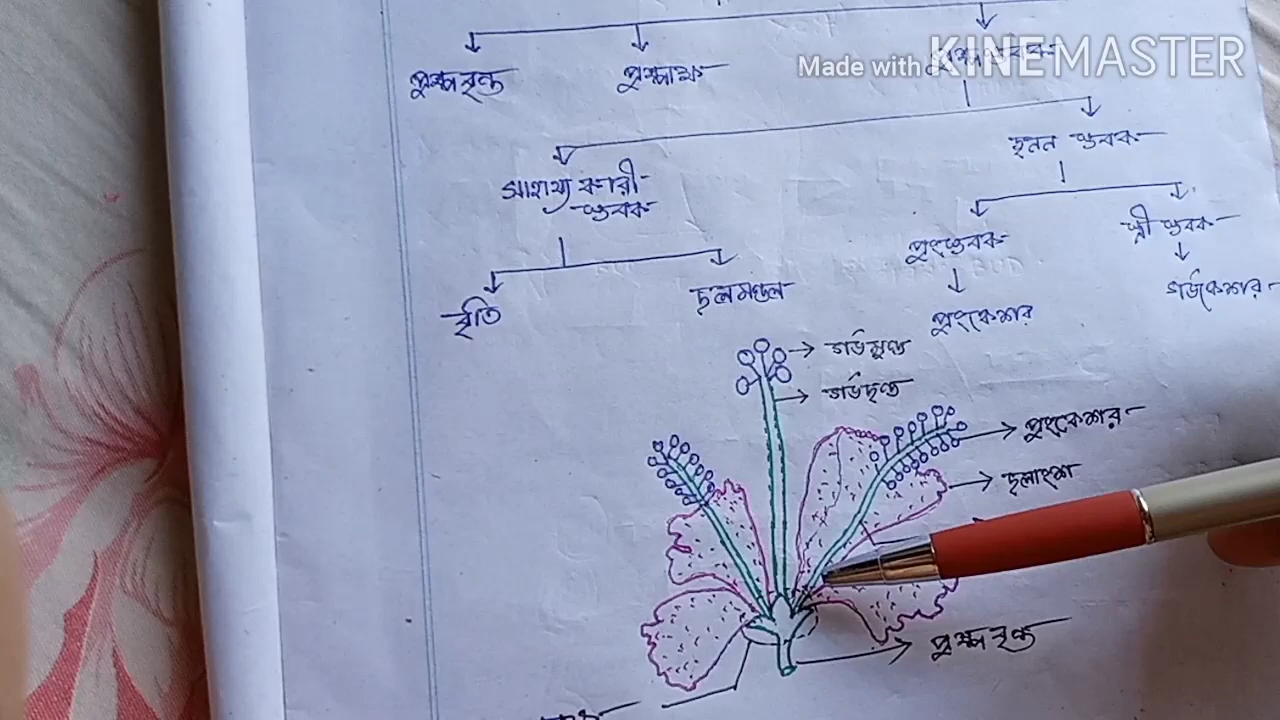 Made with KINEMASTER
পুষ্পবৃন্ত পুষ্পাক্ষ
সাহায্যকারী
স্তবক
জনন স্তবক
পুংস্তবক স্ত্রী স্তবক
বৃতি দলমণ্ডল
পুংকেশর গর্ভকেশর
গর্ভমুণ্ড
গর্ভদণ্ড
পুংকেশর
দলাংশ
পুষ্পবৃন্ত